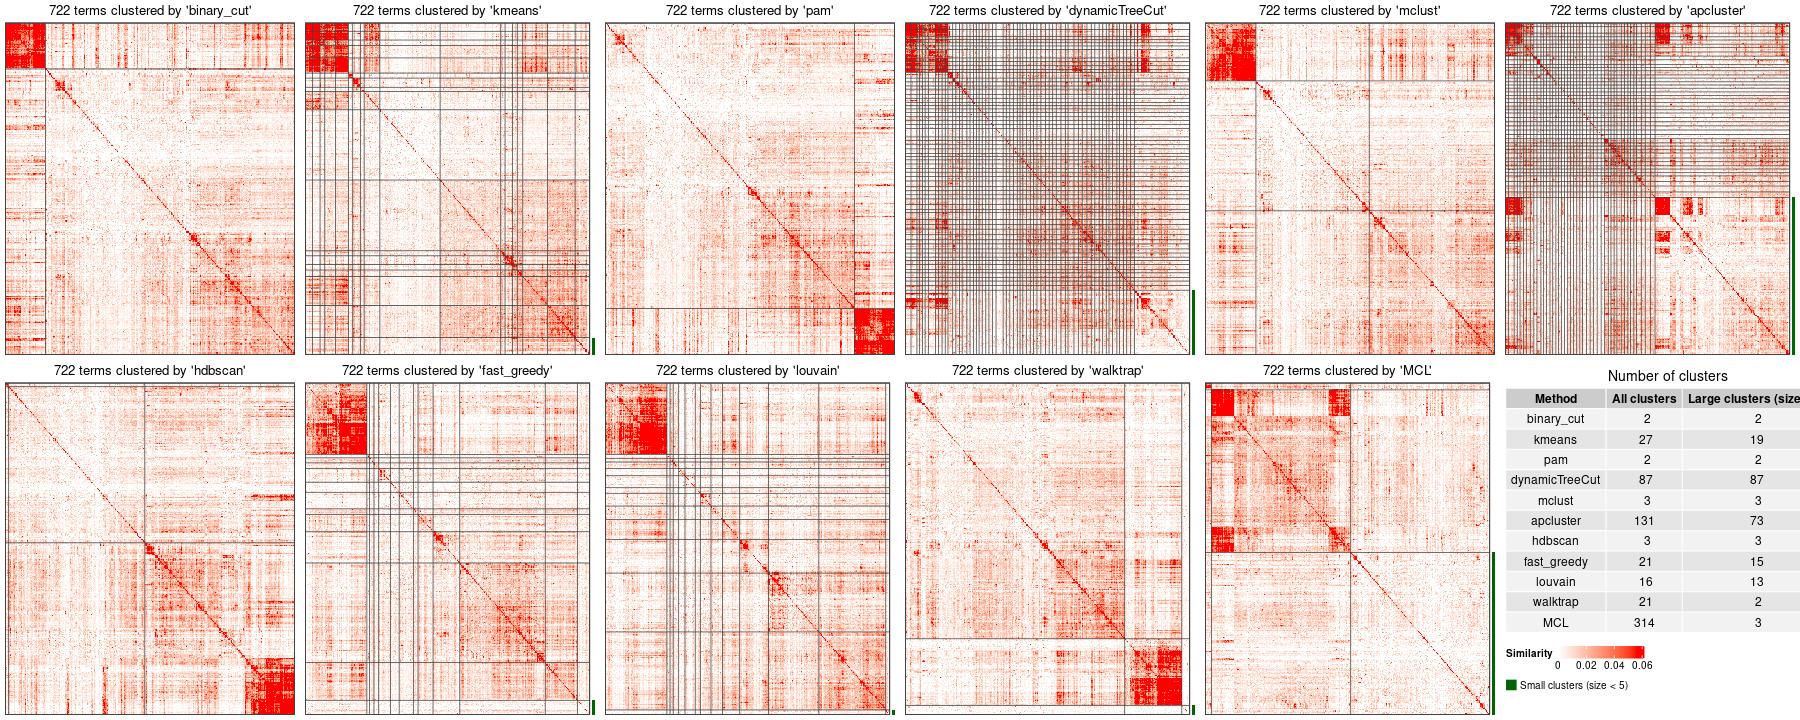 722 terms clustered by 'binary_cut'
722 terms clustered by 'kmeans'
722 terms clustered by 'pam'
722 terms clustered by 'dynamicTreeCut'
722 terms clustered by 'mclust'
722 terms clustered by 'apcluster'
722 terms clustered by 'hdbscan'
722 terms clustered by 'fast_greedy'
722 terms clustered by 'louvain'
722 terms clustered by 'walktrap'
722 terms clustered by 'MCL'
Number of clusters
Method All clusters Large clusters (size
binary_cut 2 2
kmeans 27 19
pam 2 2
dynamicTreeCut 87 87
mclust 3 3
apcluster 131 73
hdbscan 3 3
fast_greedy 21 15
louvain 16 13
walktrap 21 2
MCL 314 3
Similarity
0 0.02 0.04 0.06
Small clusters (size < 5)